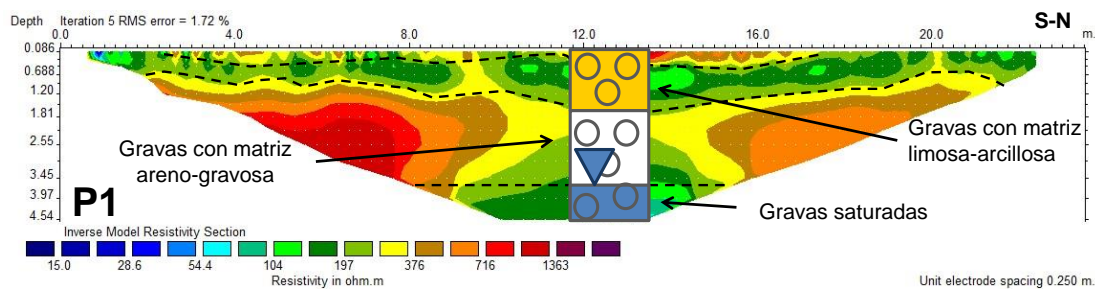 Depth Iteration 5 RMS error = 1.72 %
S-N
0.0 4.0 8.0 12.0 16.0 20.0 m.
0.086
0.688
1.20
1.81
2.55
3.45
3.97
4.54
Gravas con matriz
areno-gravosa
Gravas con matriz
limosa-arcillosa
Gravas saturadas
P1
Inverse Model Resistivity Section
15.0 28.6 54.4 104 197 376 716 1363
Resistivity in ohm.m
Unit electrode spacing 0.250 m.